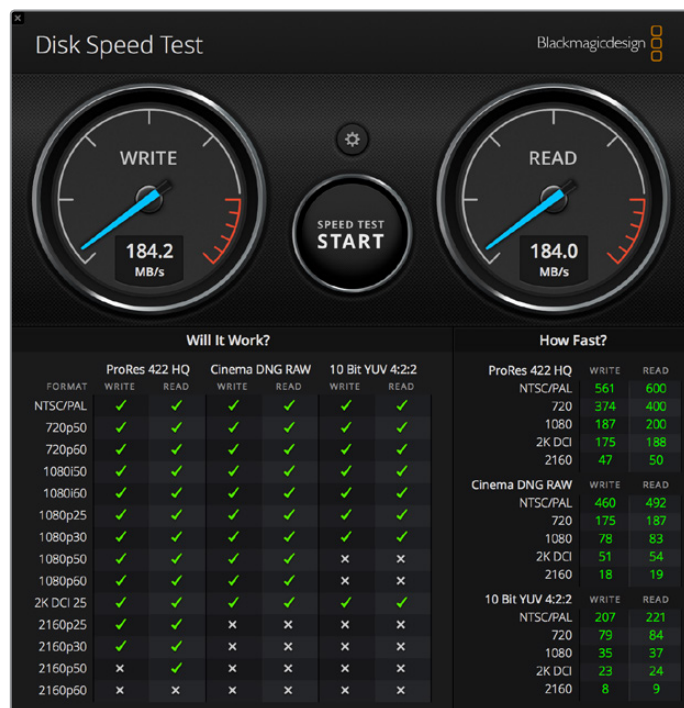 Disk Speed Test
Blackmagicdesign
WRITE
184.2
MB/s
SPEED TEST
START
READ
184.0
MB/s
Will It Work?
ProRes 422 HQ Cinema DNG RAW 10 Bit YUV 4:2:2
FORMAT WRITE READ WRITE READ WRITE READ
NTSC/PAL ✓ ✓ ✓ ✓ ✓ ✓
720p50 ✓ ✓ ✓ ✓ ✓ ✓
720p60 ✓ ✓ ✓ ✓ ✓ ✓
1080i50 ✓ ✓ ✓ ✓ ✓ ✓
1080i60 ✓ ✓ ✓ ✓ ✓ ✓
1080p25 ✓ ✓ ✓ ✓ ✓ ✓
1080p30 ✓ ✓ ✓ ✓ ✓ ✓
1080p50 ✓ ✓ ✓ ✓ × ×
1080p60 ✓ ✓ ✓ ✓ × ×
2K DCI 25 ✓ ✓ ✓ ✓ ✓ ✓
2160p25 ✓ ✓ × × × ×
2160p30 ✓ ✓ × × × ×
2160p50 × ✓ × × × ×
2160p60 × × × × × ×
How Fast?
ProRes 422 HQ WRITE READ
NTSC/PAL 561 600
720 374 400
1080 187 200
2K DCI 175 188
2160 47 50
Cinema DNG RAW WRITE READ
NTSC/PAL 460 492
720 175 187
1080 78 83
2K DCI 51 54
2160 18 19
10 Bit YUV 4:2:2 WRITE READ
NTSC/PAL 207 221
720 79 84
1080 35 37
2K DCI 23 24
2160 8 9